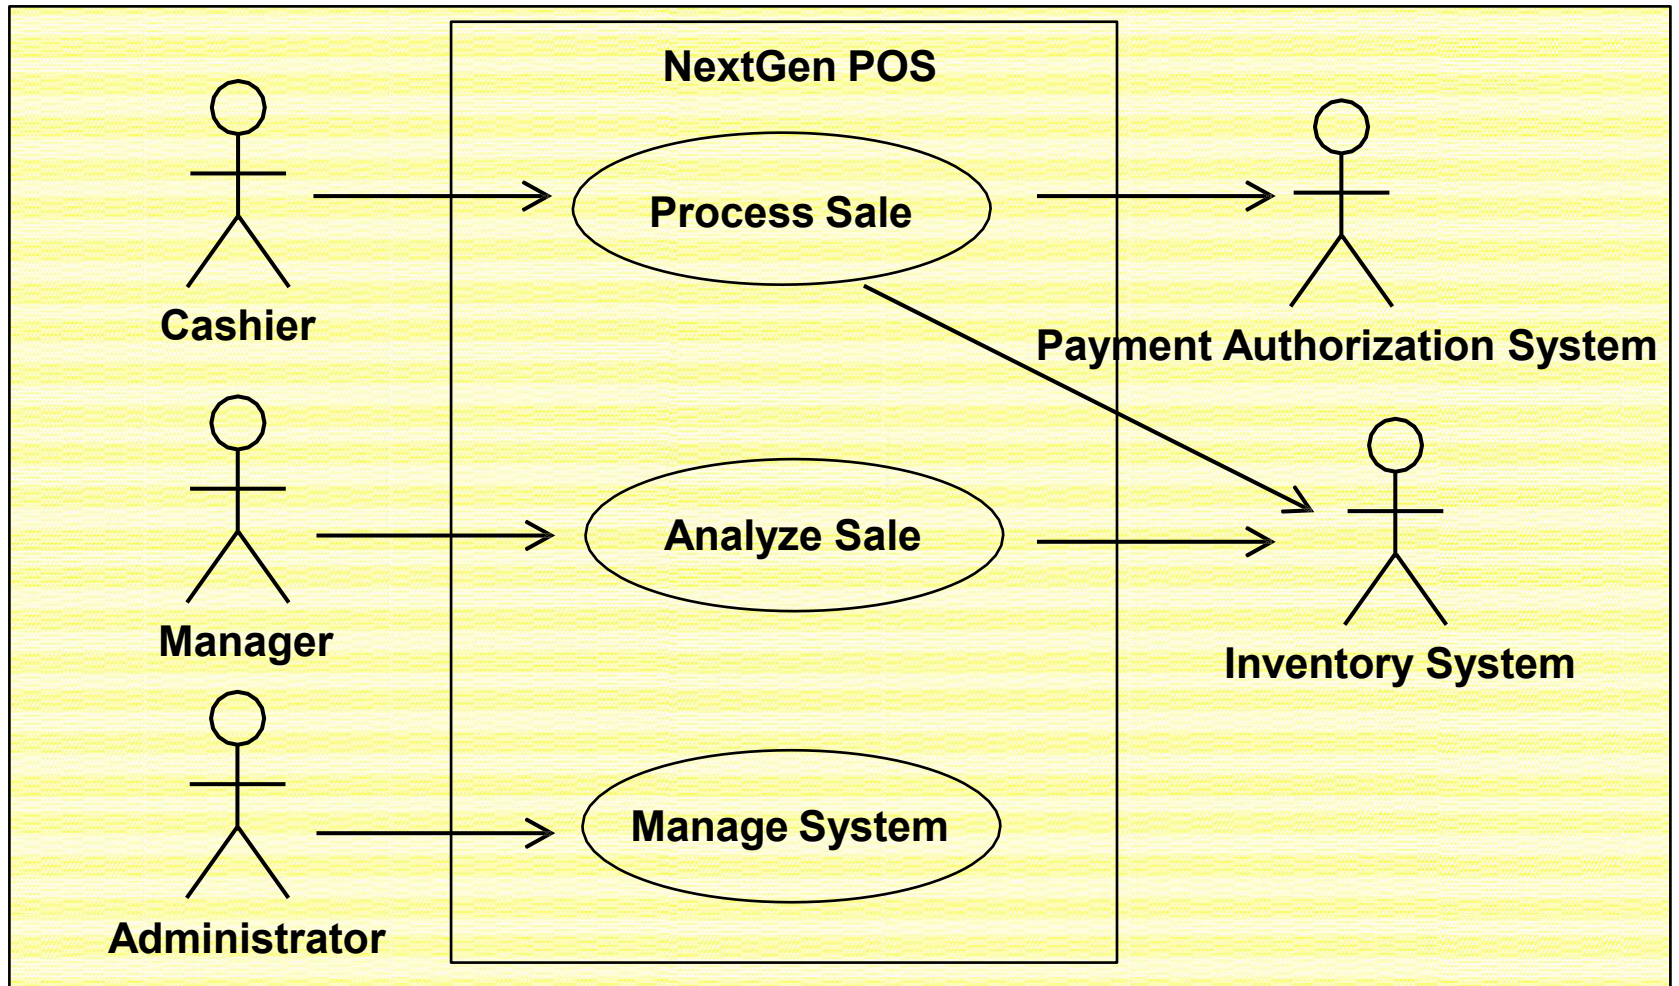 NextGen POS
Process Sale
Cashier
Payment Authorization System
Analyze Sale
Manager
Inventory System
Manage System
Administrator